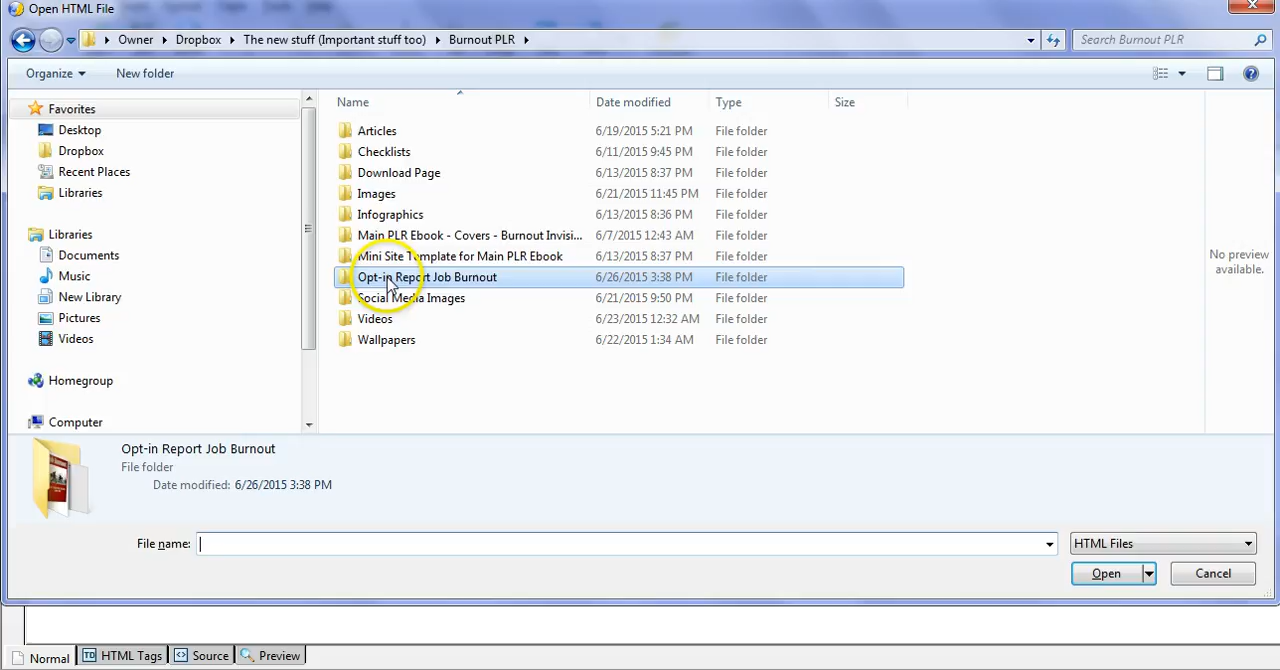 Open HTML File
Owner Dropbox The new stuff (Important stuff too) Burnout PLR Search Burnout PLR
Organize New folder
Name Date modified Type Size
Favorites
Desktop
Dropbox
Recent Places
Libraries
Libraries
Documents
Music
New Library
Pictures
Videos
Homegroup
Computer
Articles 6/19/2015 5:21 PM File folder
Checklists 6/11/2015 9:45 PM File folder
Download Page 6/13/2015 8:37 PM File folder
Images 6/21/2015 11:45 PM File folder
Infographics 6/13/2015 8:36 PM File folder
Main PLR Ebook - Covers - Burnout Invisi... 6/7/2015 12:43 AM File folder
Mini Site Template for Main PLR Ebook 6/13/2015 8:37 PM File folder
Opt-in Report Job Burnout 6/26/2015 3:38 PM File folder
Social Media Images 6/21/2015 9:50 PM File folder
Videos 6/23/2015 12:32 AM File folder
Wallpapers 6/22/2015 1:34 AM File folder
No preview
available.
Opt-in Report Job Burnout
File folder
Date modified: 6/26/2015 3:38 PM
File name: HTML Files
Open Cancel
Normal TD HTML Tags Source Preview